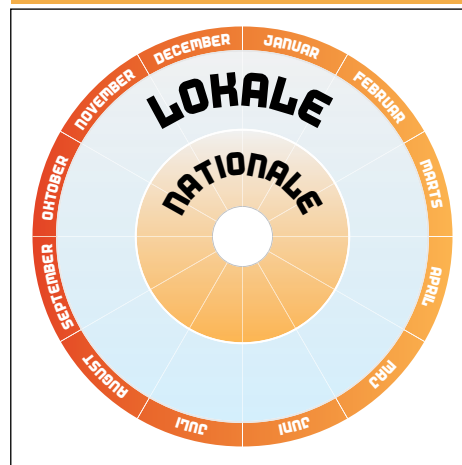 JANUAR
FEBRUAR
MARTS
APRIL
MAJ
JUNI
JULI
AUGUST
SEPTEMBER
OKTOBER
NOVEMBER
DECEMBER
LOKALE
NATIONALE